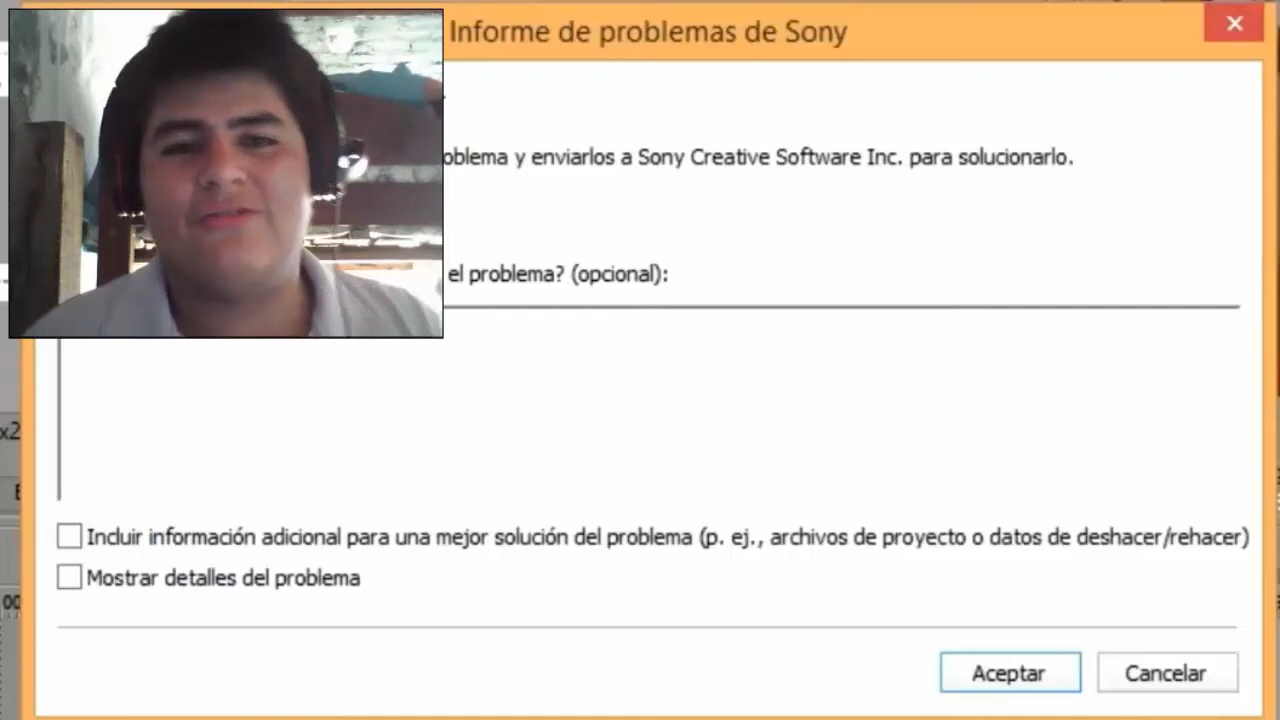 Informe de problemas de Sony
oblema y enviarlos a Sony Creative Software Inc. para solucionarlo.
el problema? (opcional):
x2
Incluir información adicional para una mejor solución del problema (p. ej., archivos de proyecto o datos de deshacer/rehacer)
Mostrar detalles del problema
00
Aceptar
Cancelar